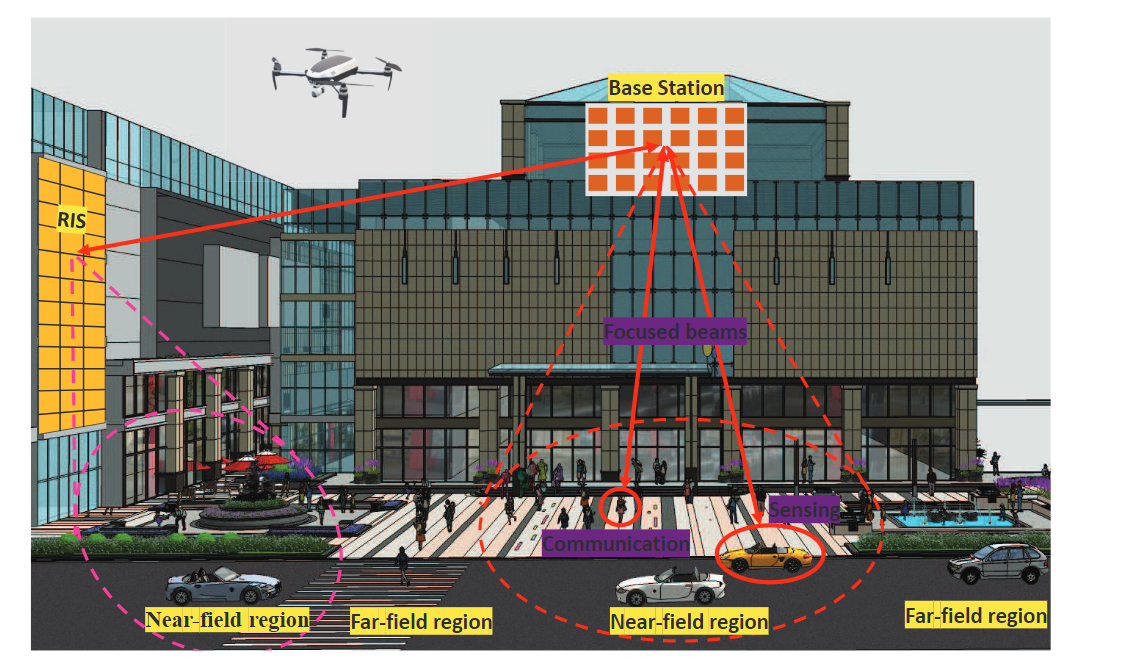 Base Station
RIS
Focused beams
Sensing
Communication
Near-field region
Far-field region
Near-field region
Far-field region